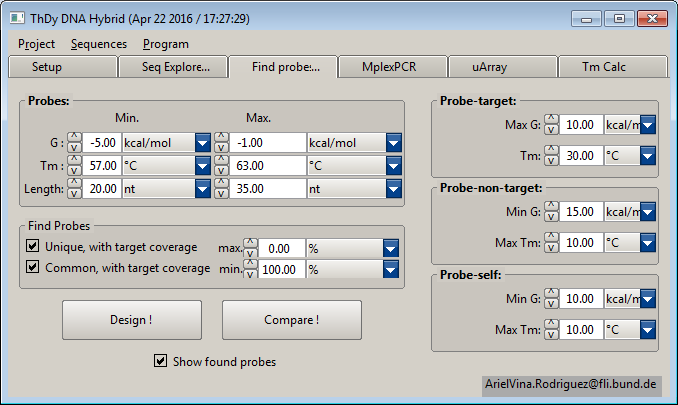 ThDy DNA Hybrid (Apr 22 2016 / 17:27:29)
Project Sequences Program
Setup Seq Explore... Find probes... MplexPCR uArray Tm Calc
Probes:
Min. Max.
G : -5.00 kcal/mol -1.00 kcal/mol
Tm : 57.00 °C 63.00 °C
Length: 20.00 nt 35.00 nt
Find Probes
Unique, with target coverage max. 0.00 %
Common, with target coverage min. 100.00 %
Design ! Compare !
Show found probes
Probe-target:
Max G: 10.00 kcal/m
Tm: 30.00 °C
Probe-non-target:
Min G: 15.00 kcal/m
Max Tm: 10.00 °C
Probe-self:
Min G: 10.00 kcal/m
Max Tm: 10.00 °C
ArielVina.Rodriguez@fli.bund.de